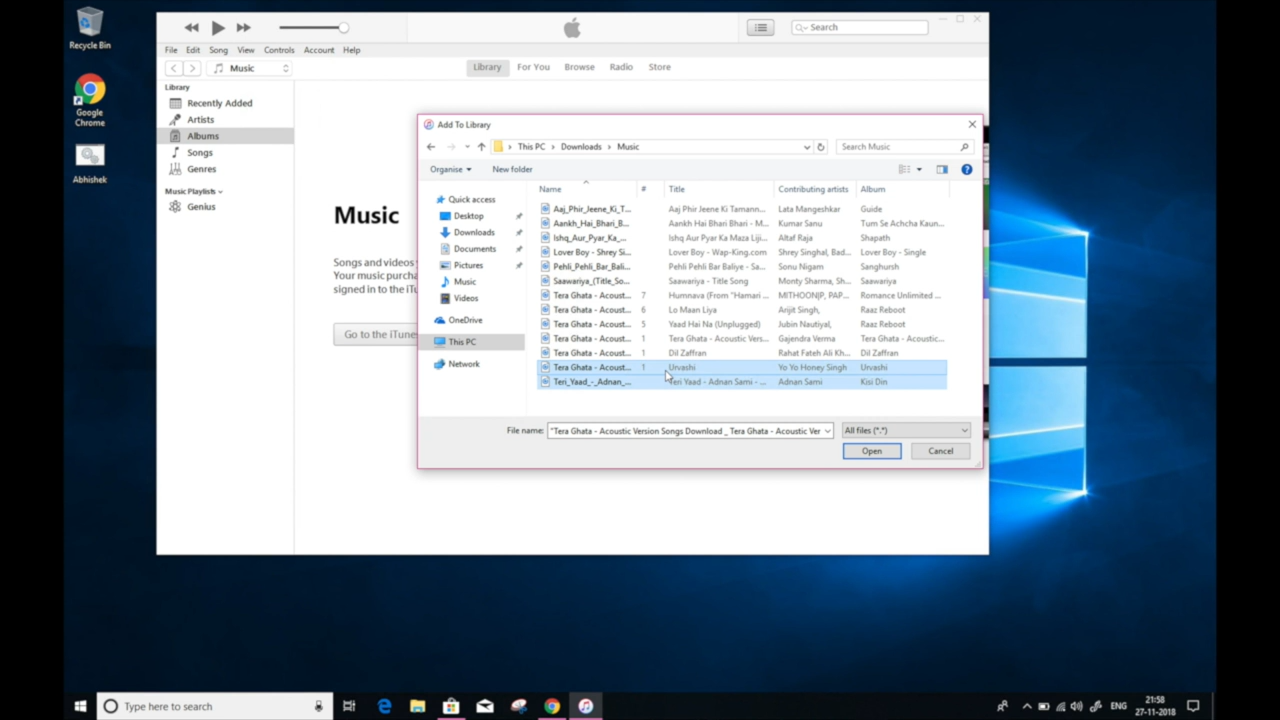 Recycle Bin
Google
Chrome
Abhishek
Search
File Edit Song View Controls Account Help
Music
Library For You Browse Radio Store
Library
Recently Added
Artists
Albums
Songs
Genres
Music Playlists
Genius
Music
Songs and videos
Your music purcha
signed in to the iTu
Go to the iTune
Add To Library
This PC > Downloads > Music
Search Music
Organise
New folder
Name # Title Contributing artists Album
Quick access
Desktop
Downloads
Documents
Pictures
Music
Videos
OneDrive
This PC
Network
Aaj_Phir_Jeene_Ki_T... Aaj Phir Jeene Ki Tamann... Lata Mangeshkar Guide
Aankh_Hai_Bhari_B... Aankh Hai Bhari Bhari - M... Kumar Sanu Tum Se Achcha Kaun...
Ishq_Aur_Pyar_Ka_... Ishq Aur Pyar Ka Maza Liji... Altaf Raja Shapath
Lover Boy - Shrey Si... Lover Boy - Wap-King.com Shrey Singhal, Bad... Lover Boy - Single
Pehli_Pehli_Bar_Bali... Pehli Pehli Bar Baliye - Sa... Sonu Nigam Sanghursh
Saawariya_(Title_So... Saawariya - Title Song Monty Sharma, Sh... Saawariya
Tera Ghata - Acoust... 7 Humnava (From "Hamari ... MITHOON|P, PAP... Romance Unlimited ...
Tera Ghata - Acoust... 6 Lo Maan Liya Arijit Singh, Raaz Reboot
Tera Ghata - Acoust... 5 Yaad Hai Na (Unplugged) Jubin Nautiyal, Raaz Reboot
Tera Ghata - Acoust... 1 Tera Ghata - Acoustic Vers... Gajendra Verma Tera Ghata - Acoustic...
Tera Ghata - Acoust... 1 Dil Zaffran Rahat Fateh Ali Kh... Dil Zaffran
Tera Ghata - Acoust... 1 Urvashi Yo Yo Honey Singh Urvashi
Teri_Yaad_-_Adnan_... Teri Yaad - Adnan Sami - ... Adnan Sami Kisi Din
File name: "Tera Ghata - Acoustic Version Songs Download _ Tera Ghata - Acoustic Ver
All files (*.*)
Open Cancel
Type here to search
ENG
21:58
27-11-2018